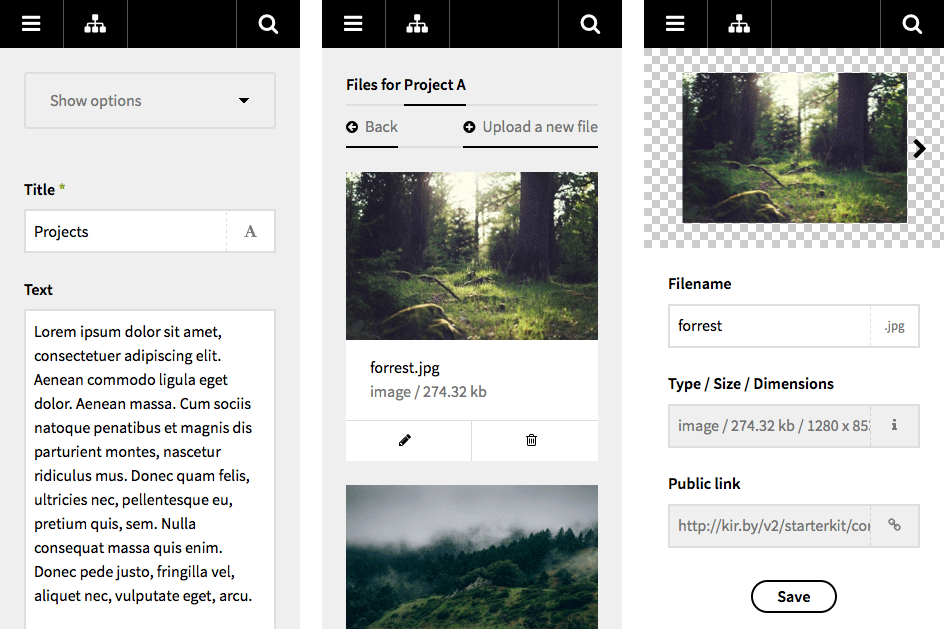 Show options
Title *
Projects
A
Text
Lorem ipsum dolor sit amet,
consectetuer adipiscing elit.
Aenean commodo ligula eget
dolor. Aenean massa. Cum sociis
natoque penatibus et magnis dis
parturient montes, nascetur
ridiculus mus. Donec quam felis,
ultricies nec, pellentesque eu,
pretium quis, sem. Nulla
consequat massa quis enim.
Donec pede justo, fringilla vel,
aliquet nec, vulputate eget, arcu.
Files for Project A
Back
Upload a new file
forrest.jpg
image / 274.32 kb
Filename
forrest
.jpg
Type / Size / Dimensions
image / 274.32 kb / 1280 x 85
Public link
http://kir.by/v2/starterkit/co
Save